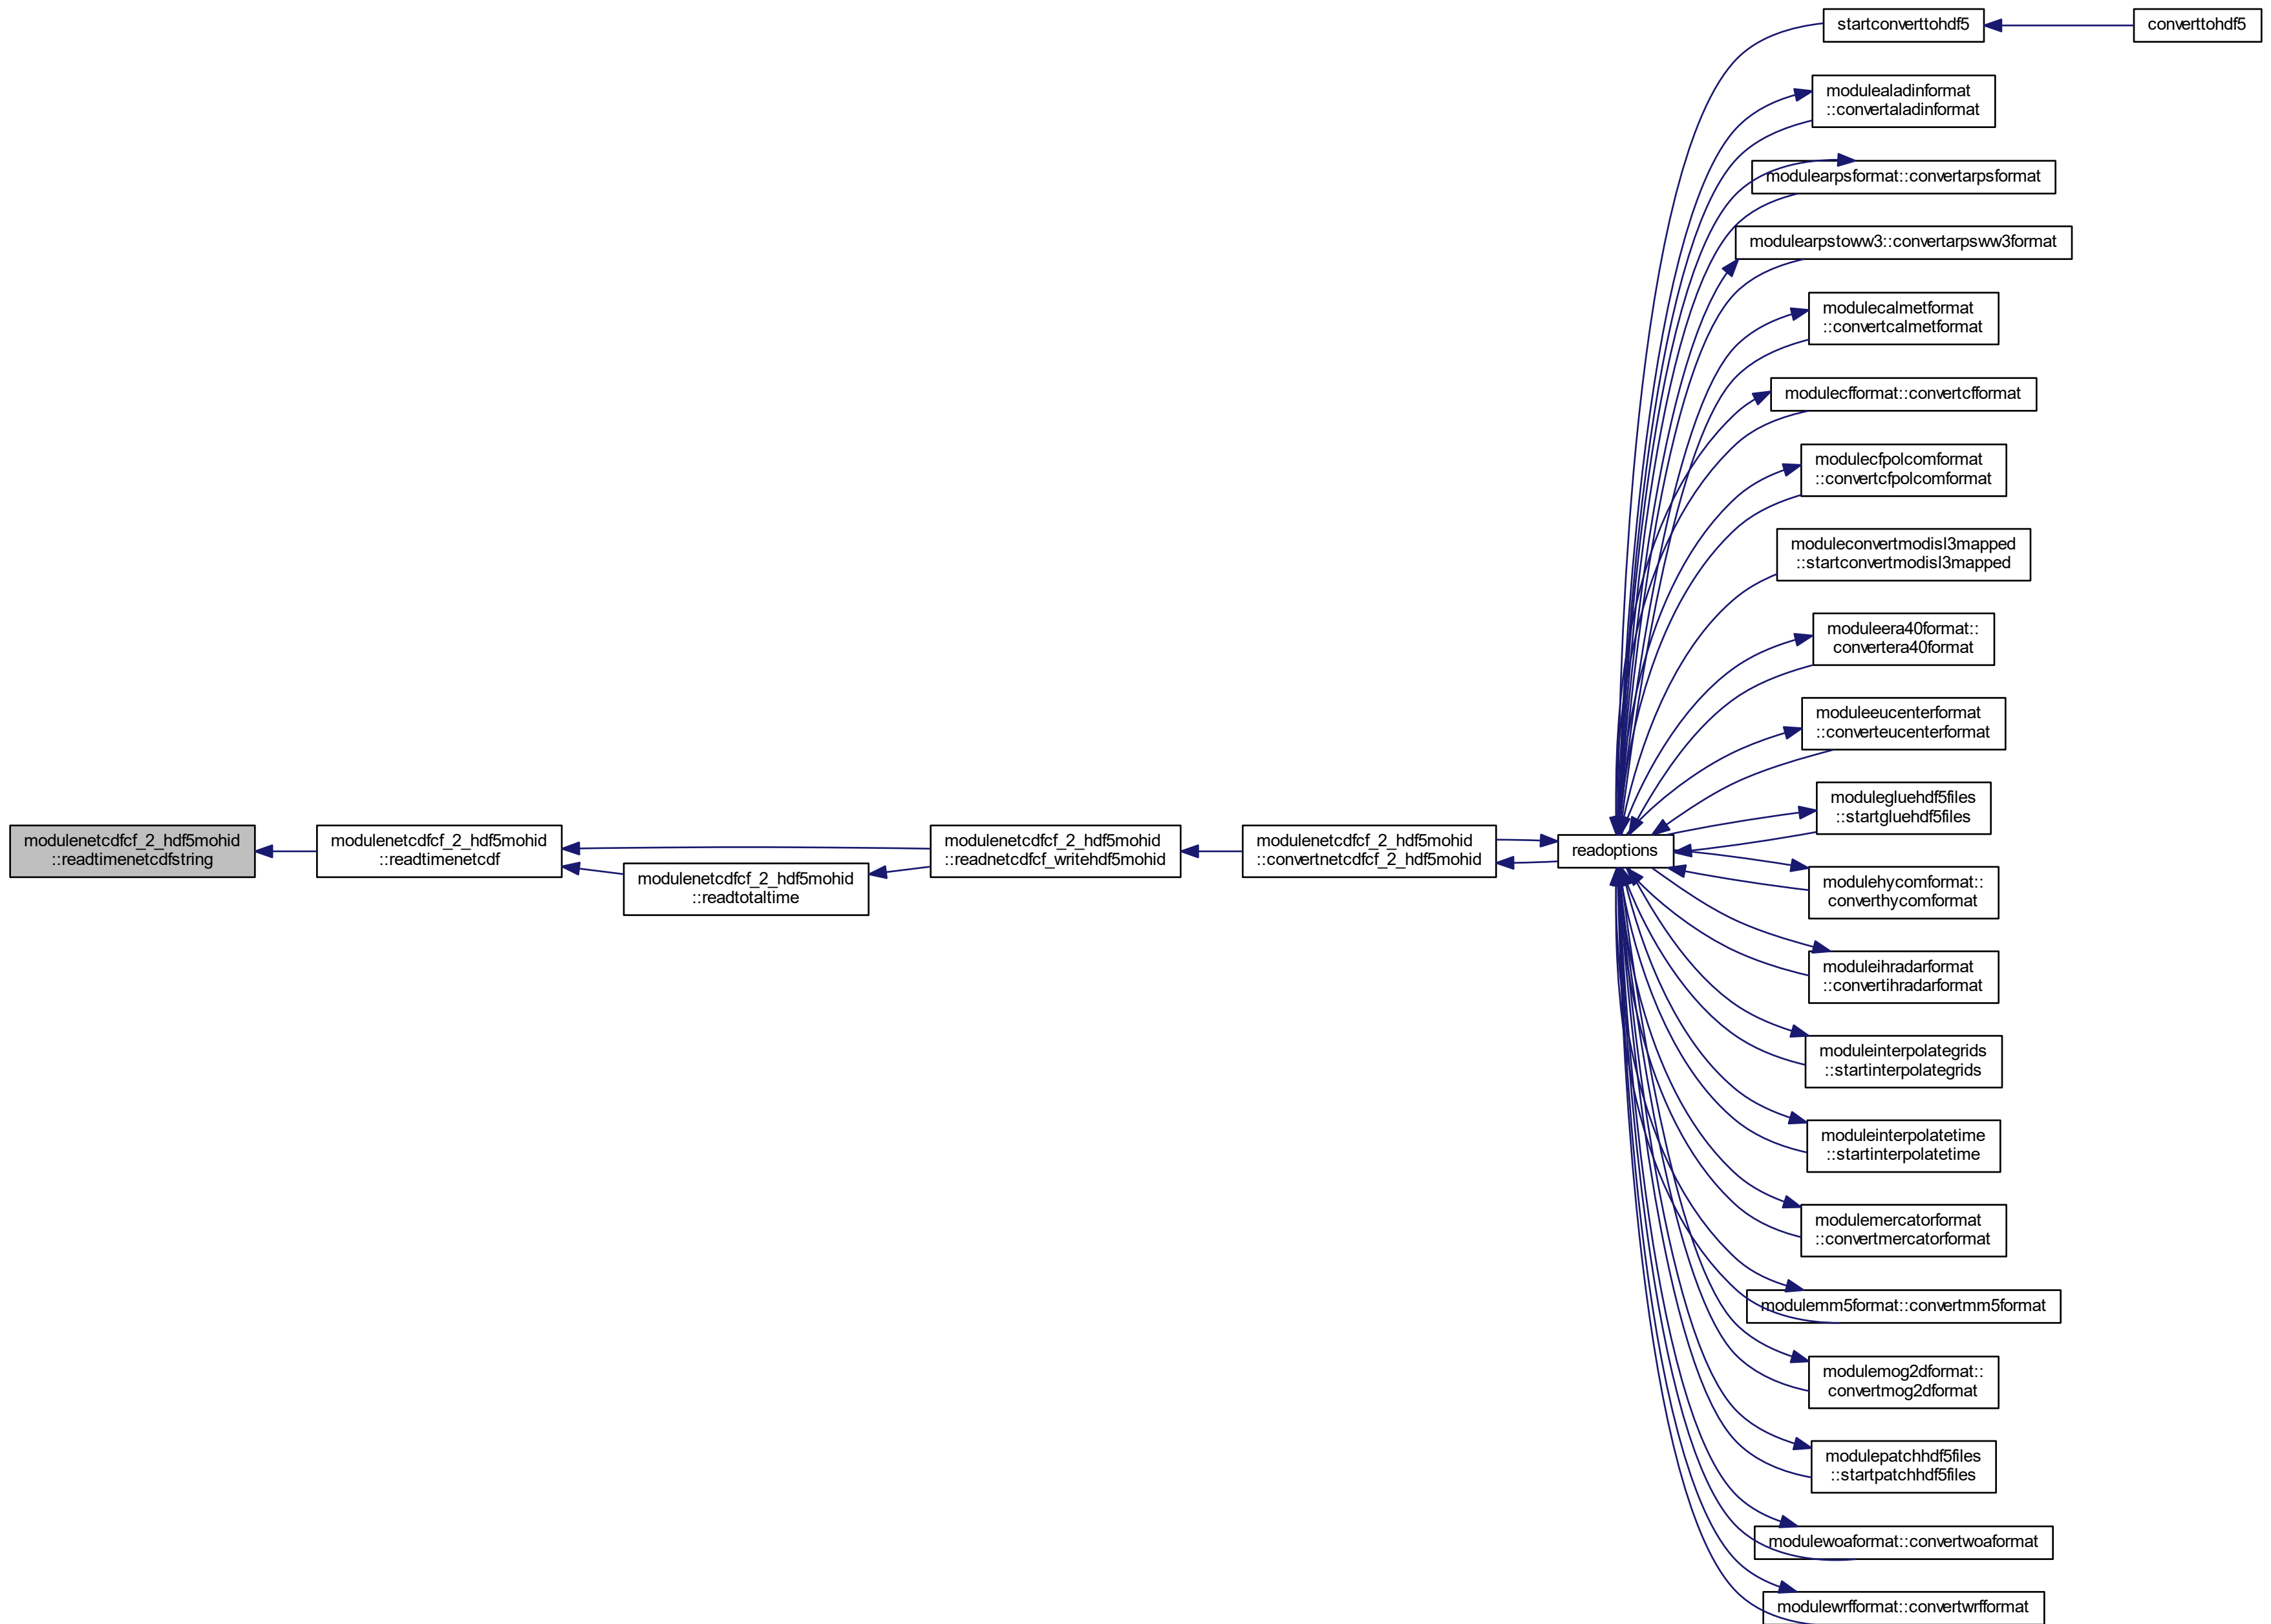 startconverttohdf5
converttohdf5
modulealadinformat
::convertaladinformat
modulearpsformat::convertarpsformat
modulearpstoww3::convertarpsww3format
modulecalmetformat
::convertcalmetformat
modulecfformat::convertcfformat
modulecfpolcomformat
::convertcfpolcomformat
moduleconvertmodisl3mapped
::startconvertmodisl3mapped
moduleera40format::
convertera40format
moduleeucenterformat
::converteucenterformat
modulegluehdf5files
::startgluehdf5files
modulenetcdfcf_2_hdf5mohid
::readtimenetcdfstring
modulenetcdfcf_2_hdf5mohid
::readtimenetcdf
modulenetcdfcf_2_hdf5mohid
::readtotaltime
modulenetcdfcf_2_hdf5mohid
::readnetcdfcf_writehdf5mohid
modulenetcdfcf_2_hdf5mohid
::convertnetcdfcf_2_hdf5mohid
readoptions
modulehycomformat::
converthycomformat
moduleihradarformat
::convertihradarformat
moduleinterpolategrids
::startinterpolategrids
moduleinterpolatetime
::startinterpolatetime
modulemercatorformat
::convertmercatorformat
modulemm5format::convertmm5format
modulemog2dformat::
convertmog2dformat
modulepatchhdf5files
::startpatchhdf5files
modulewoaformat::convertwoaformat
modulewrfformat::convertwrfformat